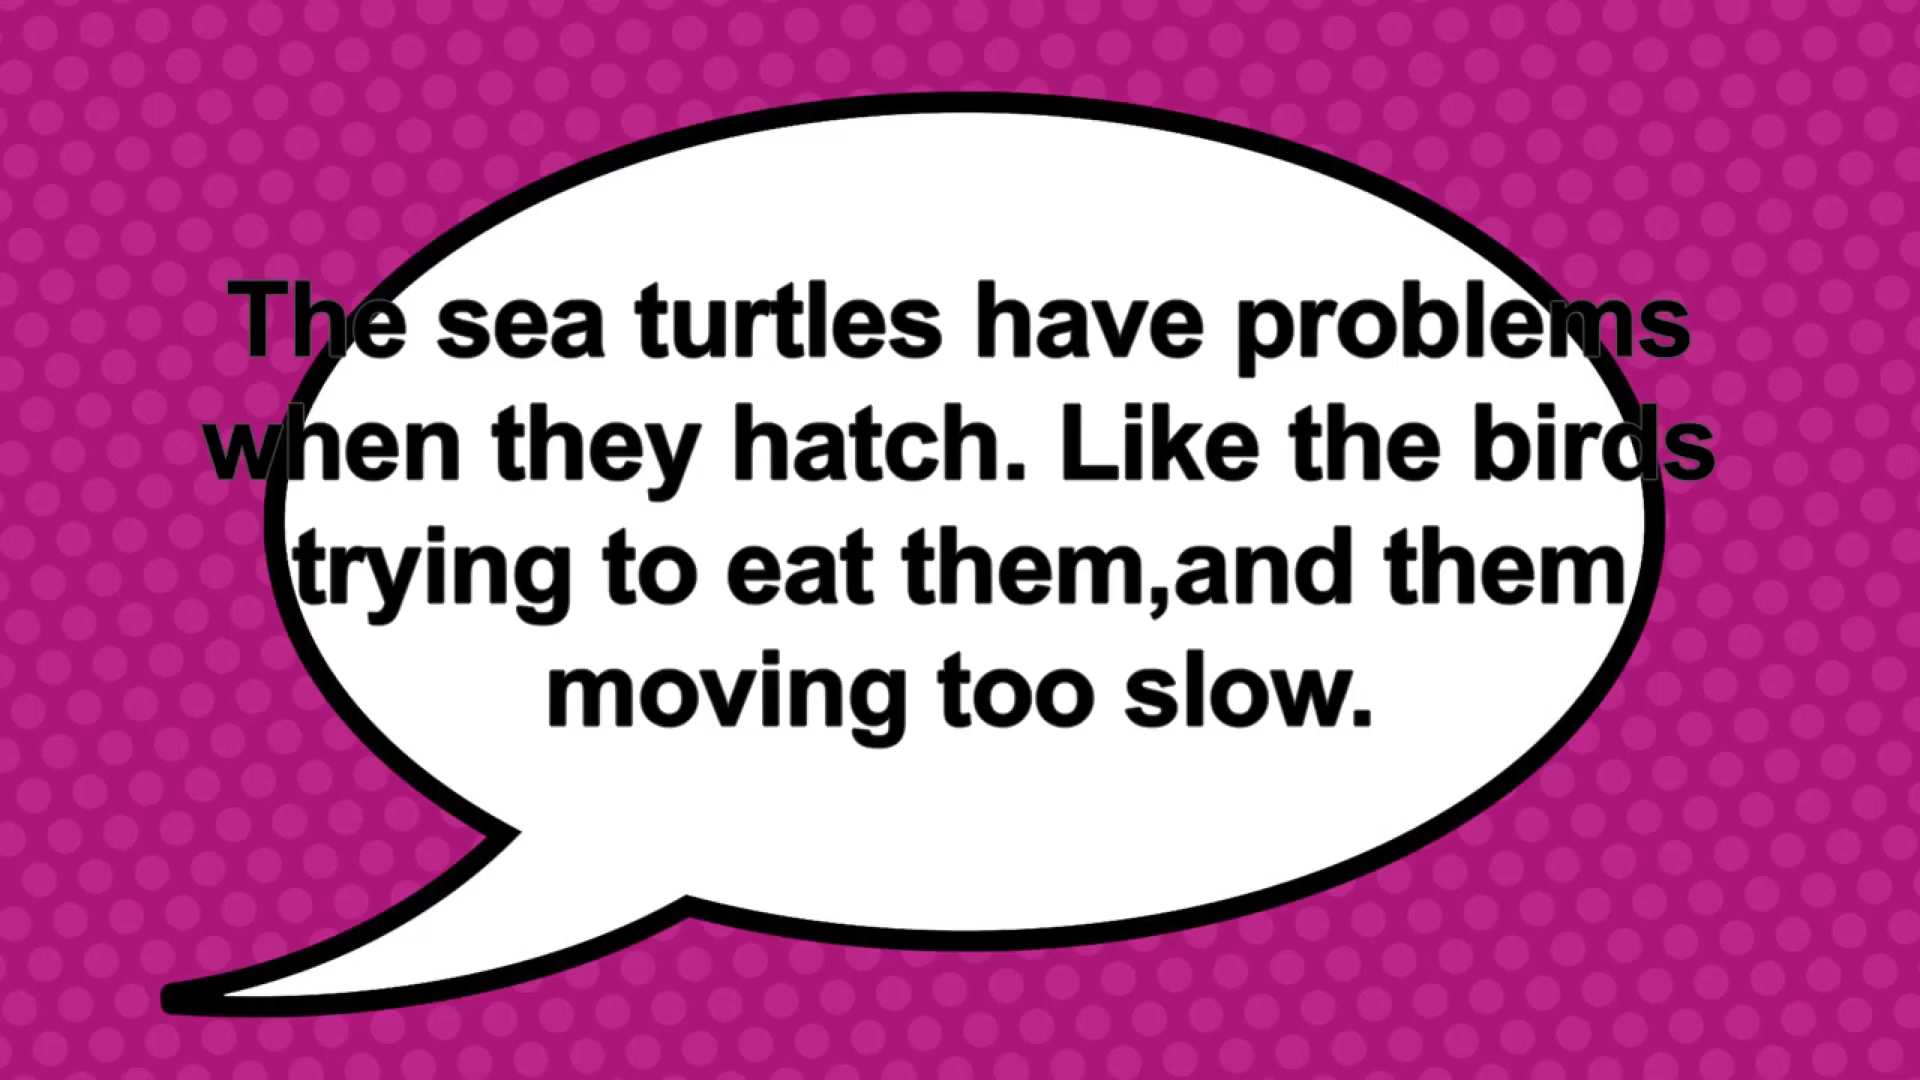 The sea turtles have problems
when they hatch. Like the birds
trying to eat them,and them
moving too slow.